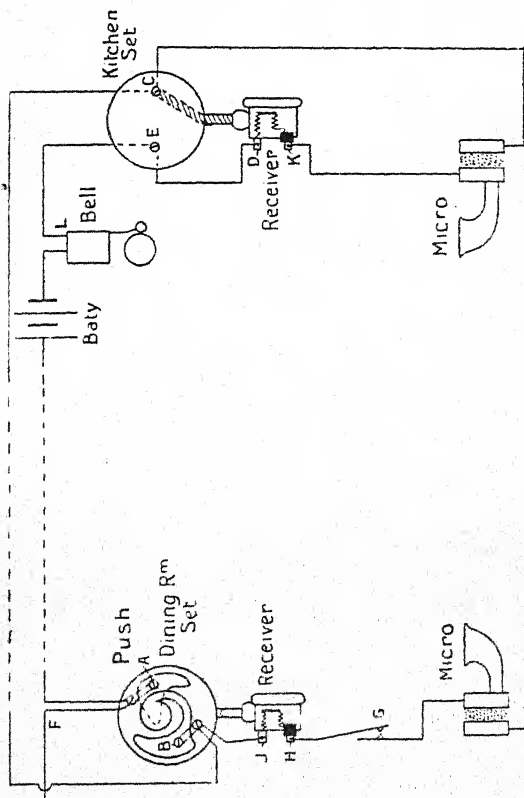 Push
A
Dining Rᵐ
Set
F
B
Receiver
J
H
G
Micro
Baty
L
Bell
Kitchen
Set
C
E
D
K
Receiver
Micro